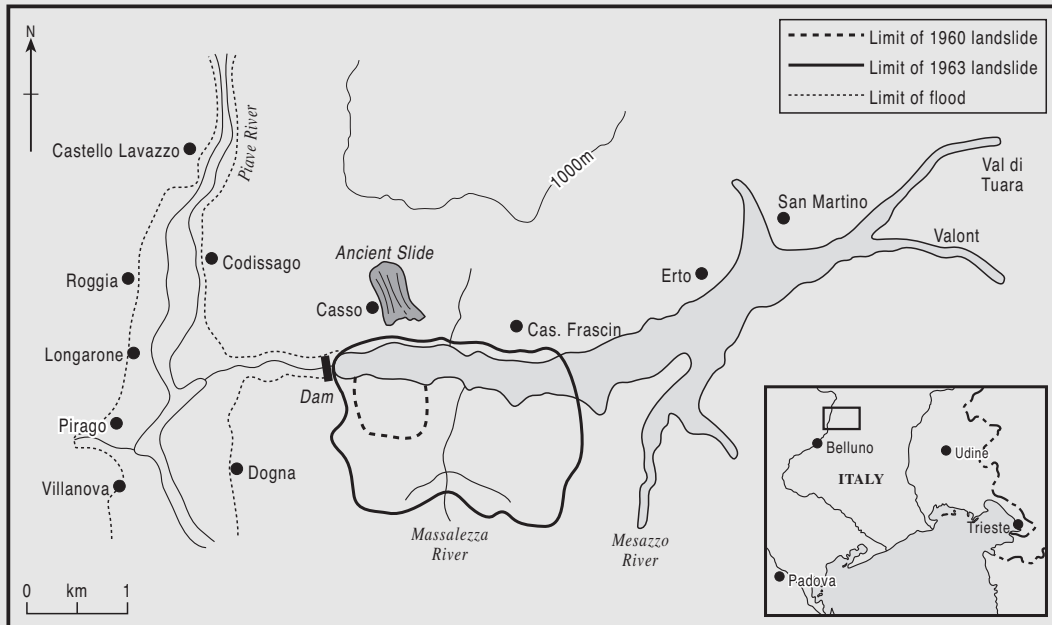 N
Limit of 1960 landslide
Limit of 1963 landslide
Limit of flood
Piave River
Castello Lavazzo
1000m
Val di
Tuara
San Martino
Valont
Ancient Slide
Codissago
Roggia
Erto
Casso
Cas. Frascin
Longarone
Dam
Pirago
Dogna
Villanova
Massalezza
River
Mesazzo
River
0 km 1
Belluno
Udine
ITALY
Trieste
Padova